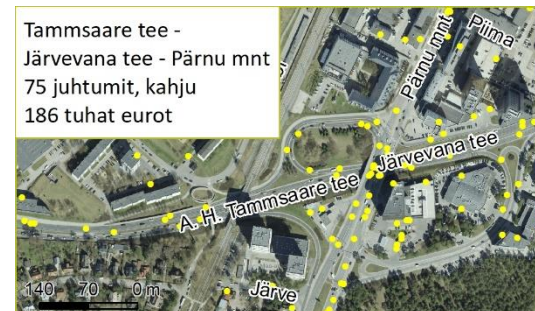 Tammsaare tee -
Järvevana tee - Pärnu mnt
75 juhtumit, kahju
186 tuhat eurot
Pärnu mnt
Piima
Järvevana tee
A. H. Tammsaare tee
Järve
140 70 0 m